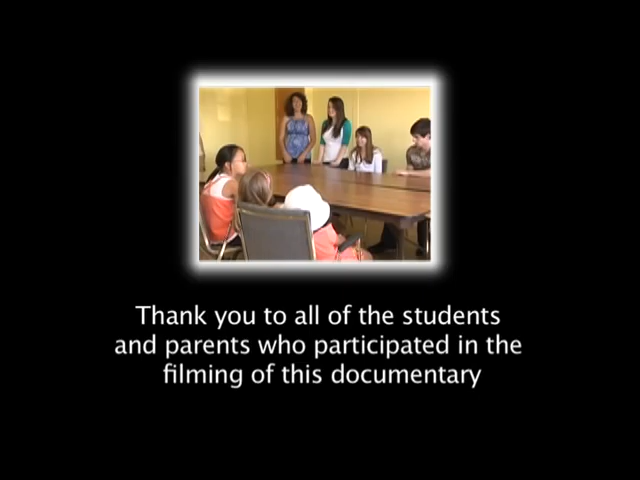 Thank you to all of the students
and parents who participated in the
filming of this documentary